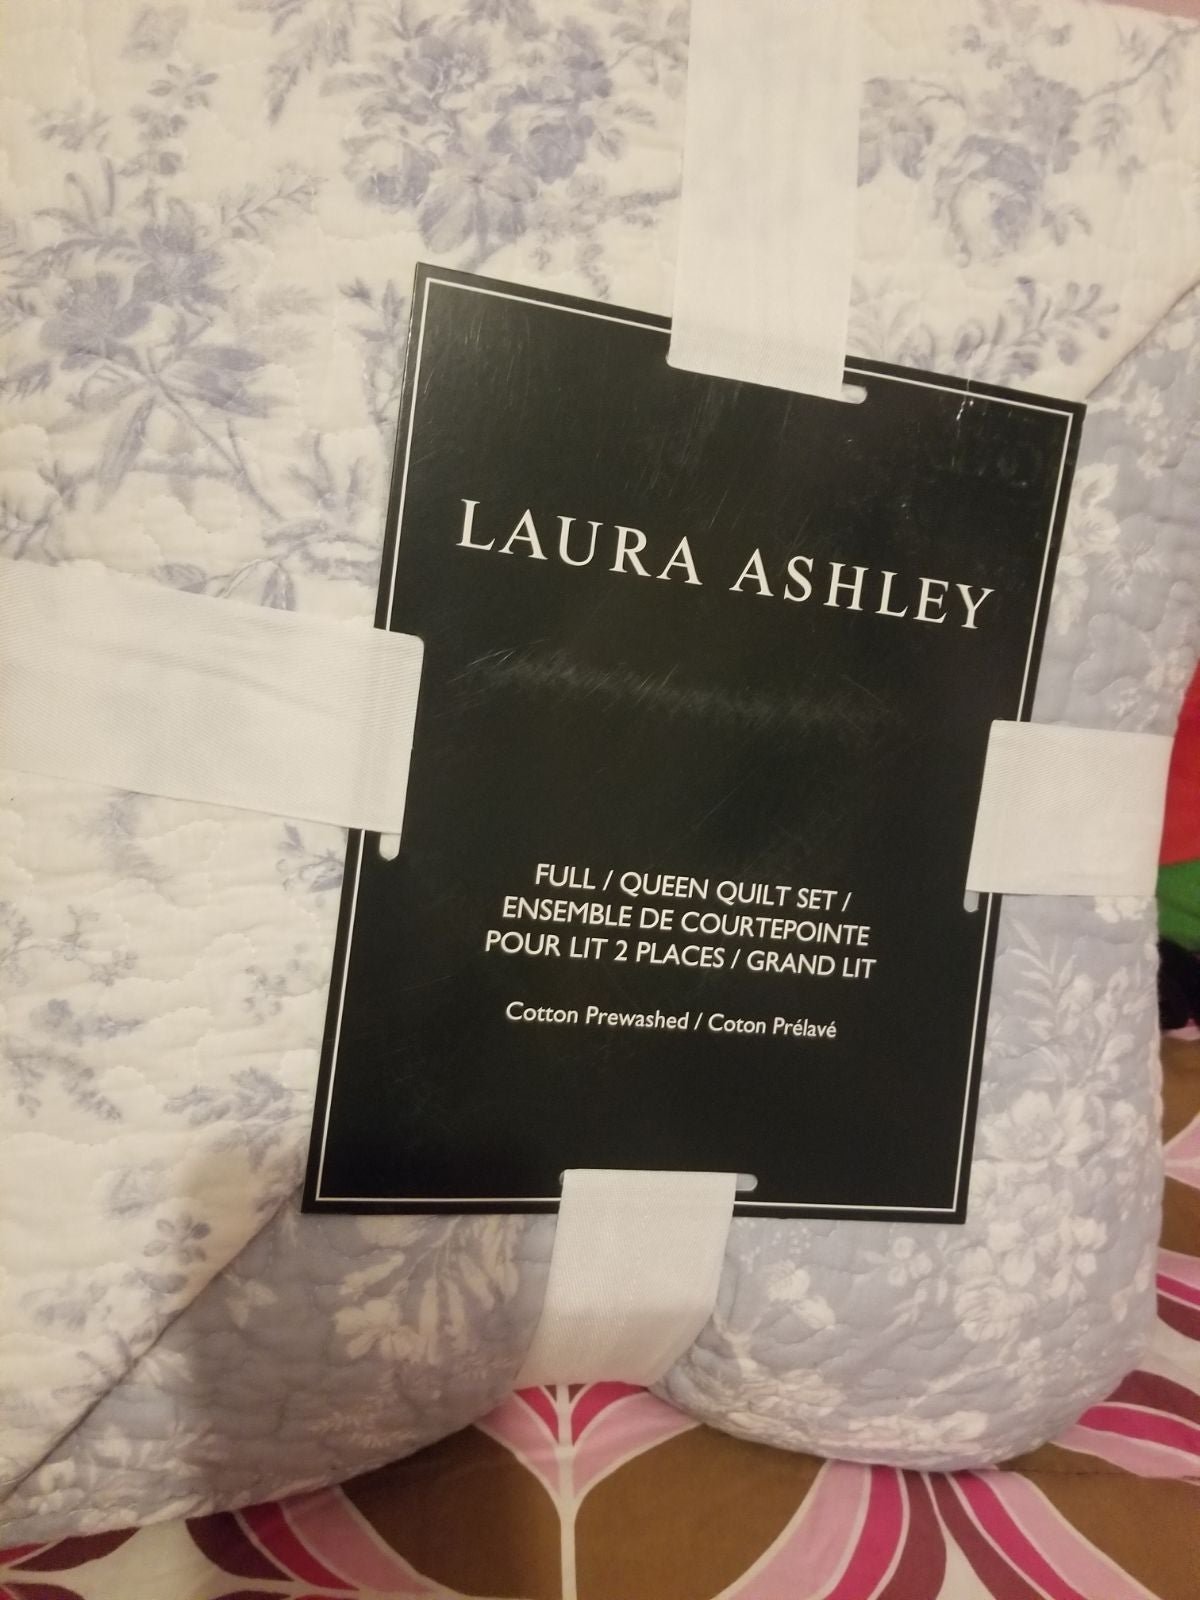 LAURA ASHLEY
FULL / QUEEN QUILT SET /
ENSEMBLE DE COURTEPOINTE
POUR LIT 2 PLACES / GRAND LIT
Cotton Prewashed / Coton Prélavé